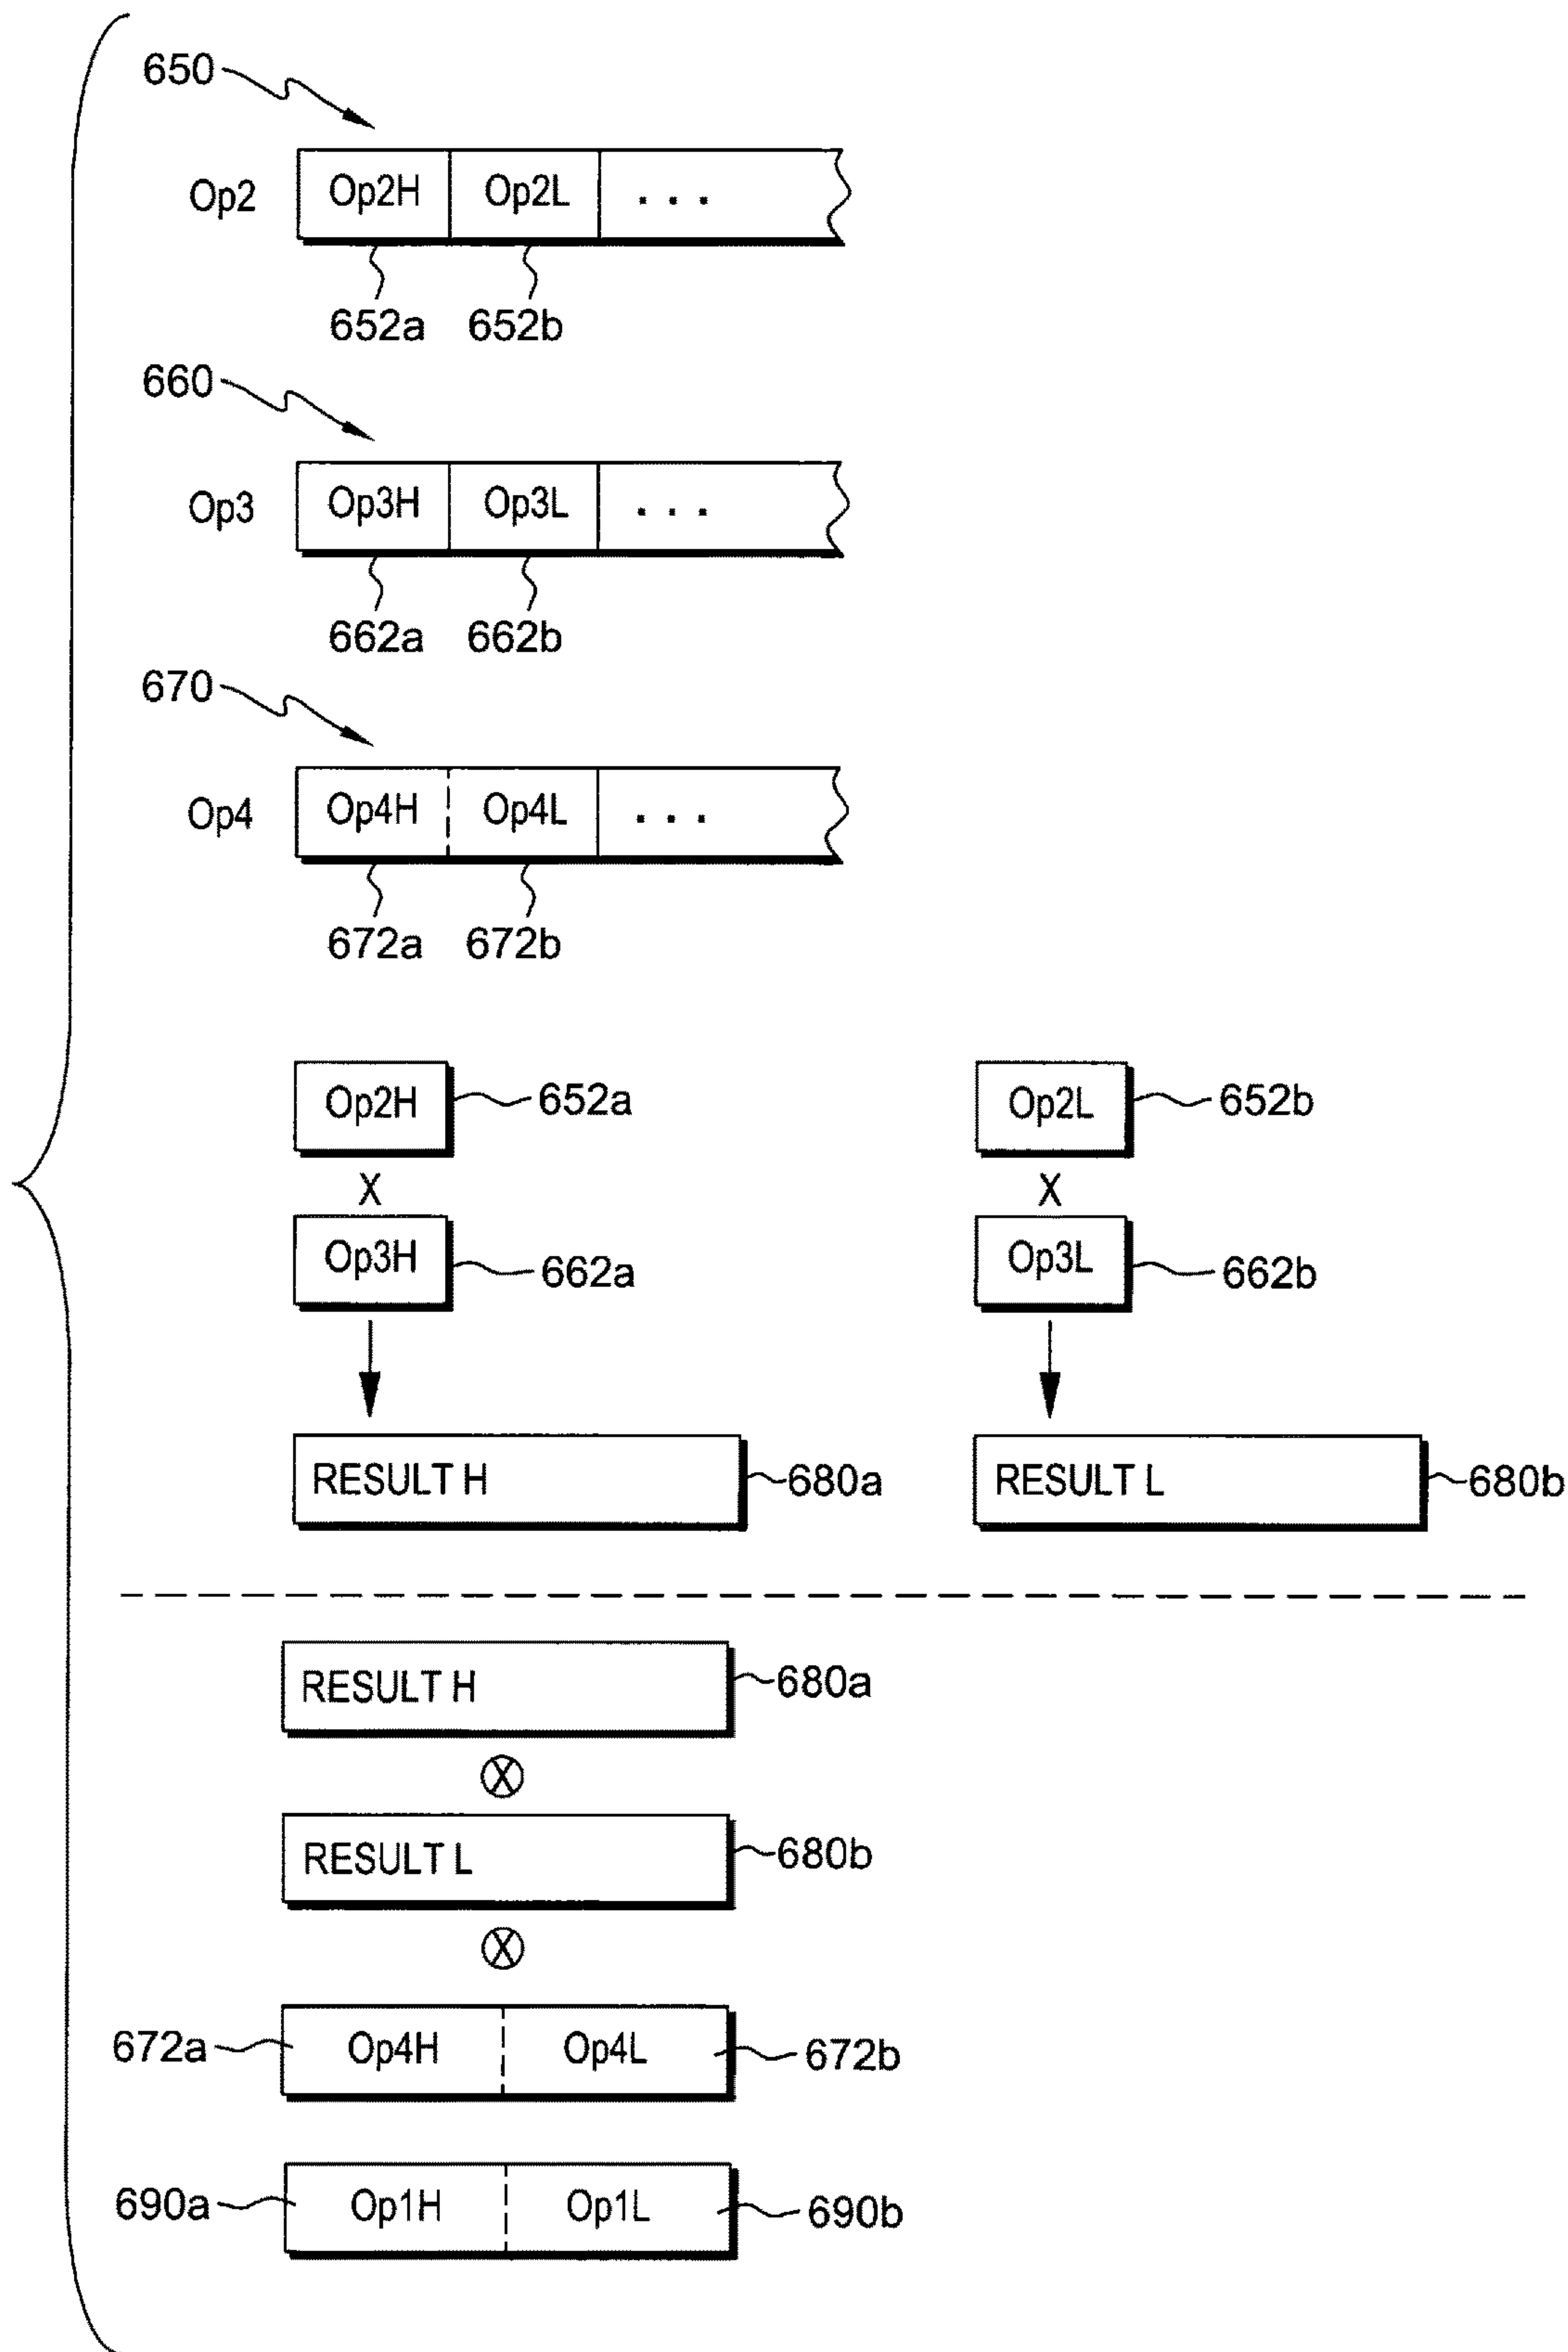 650
Op2 Op2H Op2L ...
652a 652b
660
Op3 Op3H Op3L ...
662a 662b
670
Op4 Op4H Op4L ...
672a 672b
Op2H 652a Op2L 652b
X X
Op3H 662a Op3L 662b
RESULT H 680a RESULT L 680b
RESULT H 680a
X
RESULT L 680b
X
672a Op4H Op4L 672b
690a Op1H Op1L 690b